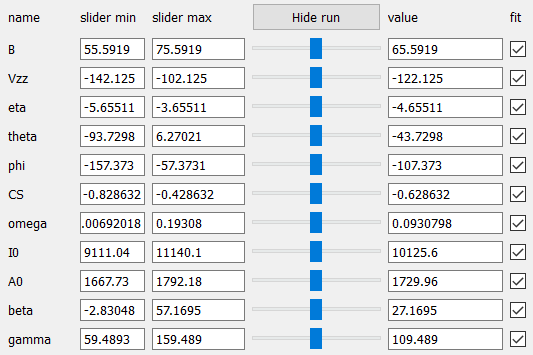 name slider min slider max Hide run value fit
B 55.5919 75.5919 65.5919
Vzz -142.125 -102.125 -122.125
eta -5.65511 -3.65511 -4.65511
theta -93.7298 6.27021 -43.7298
phi -157.373 -57.3731 -107.373
CS -0.828632 -0.428632 -0.628632
omega .00692018 0.19308 0.0930798
I0 9111.04 11140.1 10125.6
A0 1667.73 1792.18 1729.96
beta -2.83048 57.1695 27.1695
gamma 59.4893 159.489 109.489